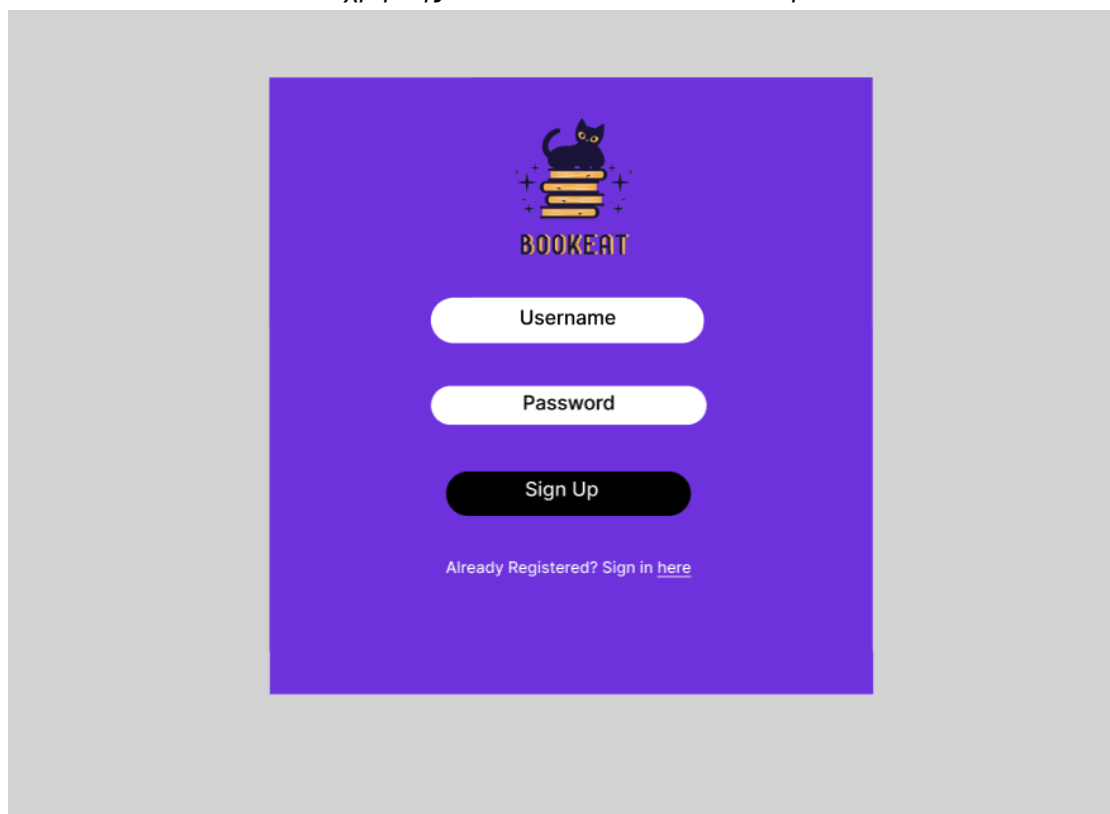 BOOKEAT
Username
Password
Sign Up
Already Registered? Sign in here